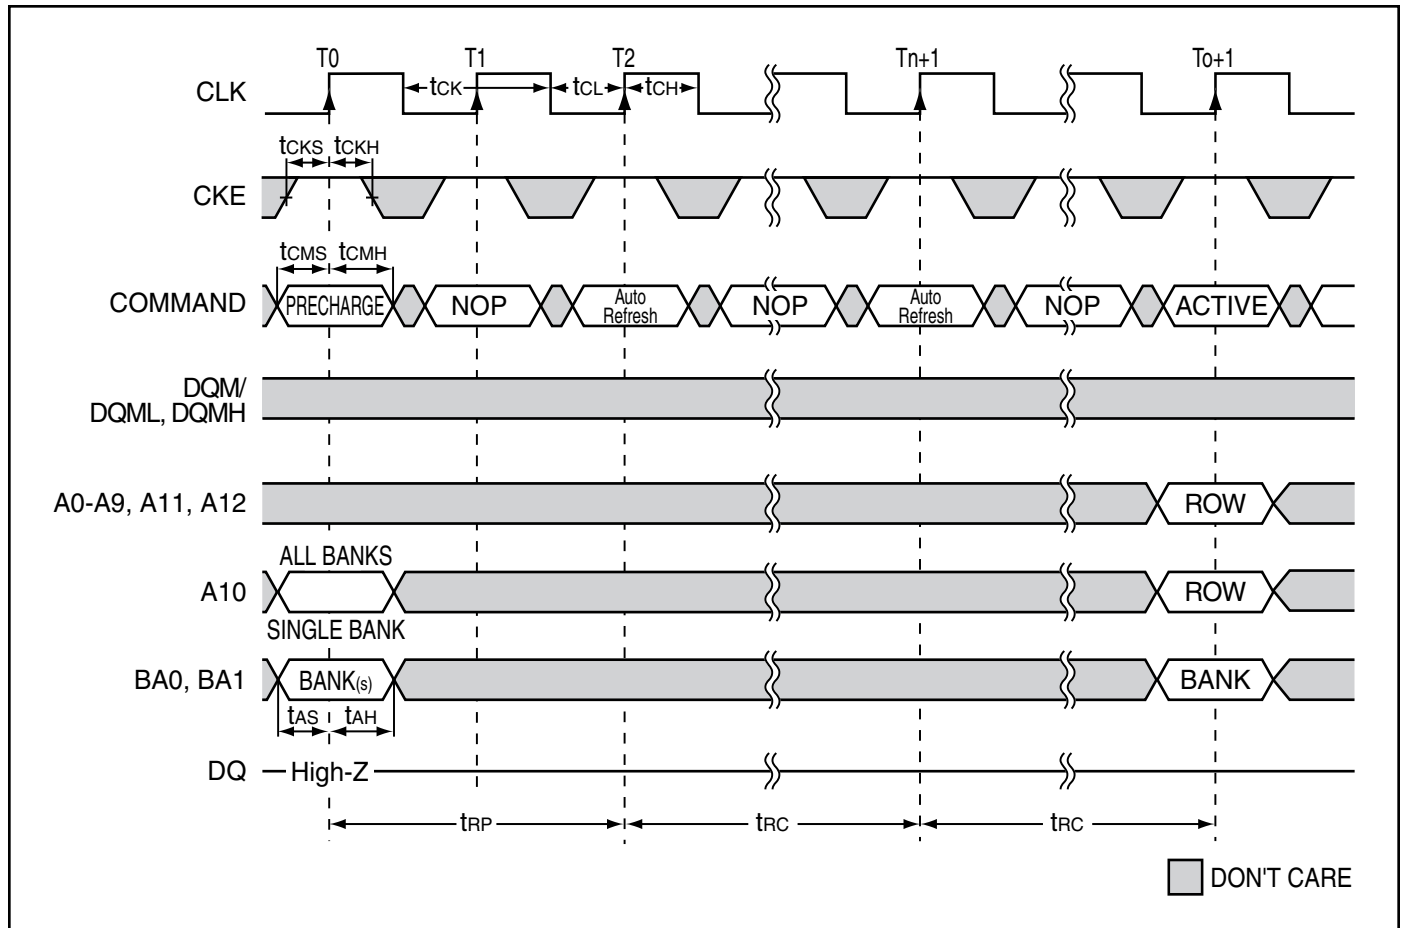 T0 T1 T2 Tn+1 To+1
CLK tCK tCL tCH
tCKS tCKH
CKE
tCMS tCMH
COMMAND PRECHARGE NOP Auto Refresh NOP Auto Refresh NOP ACTIVE
DQM/
DQML, DQMH
A0-A9, A11, A12 ROW
ALL BANKS
A10 ROW
SINGLE BANK
BA0, BA1 BANK(s) BANK
tAS tAH
DQ High-Z
tRP tRC tRC
DON'T CARE